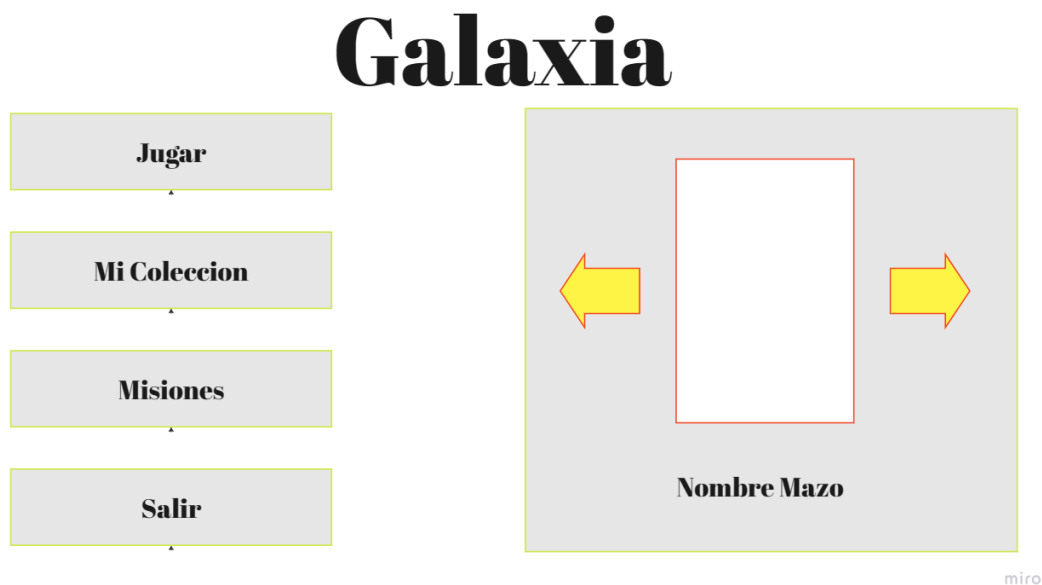 Galaxia
Jugar
Mi Coleccion
Misiones
Salir
Nombre Mazo
miro